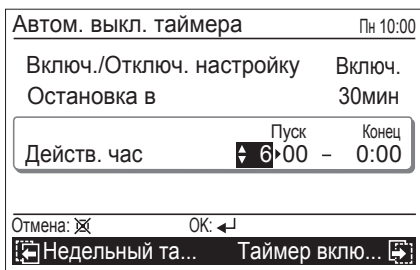 Автом. выкл. таймера Пн 10:00
Включ./Отключ. настройку Включ.
Остановка в 30мин
Пуск Конец
Действ. час 6 00 – 0:00
Отмена: OK:
Недельный та... Таймер вклю...